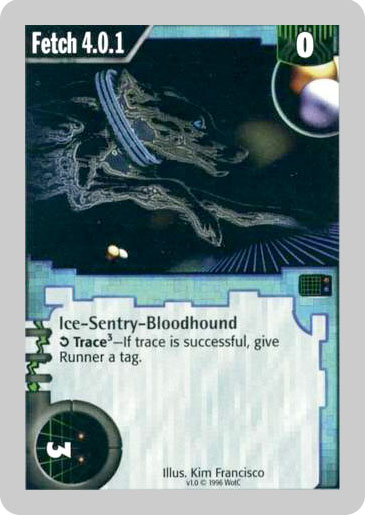 Fetch 4.0.1
0
Ice-Sentry-Bloodhound
⟲ Trace³–If trace is successful, give
Runner a tag.
3
Illus. Kim Francisco
v1.0 © 1996 WotC